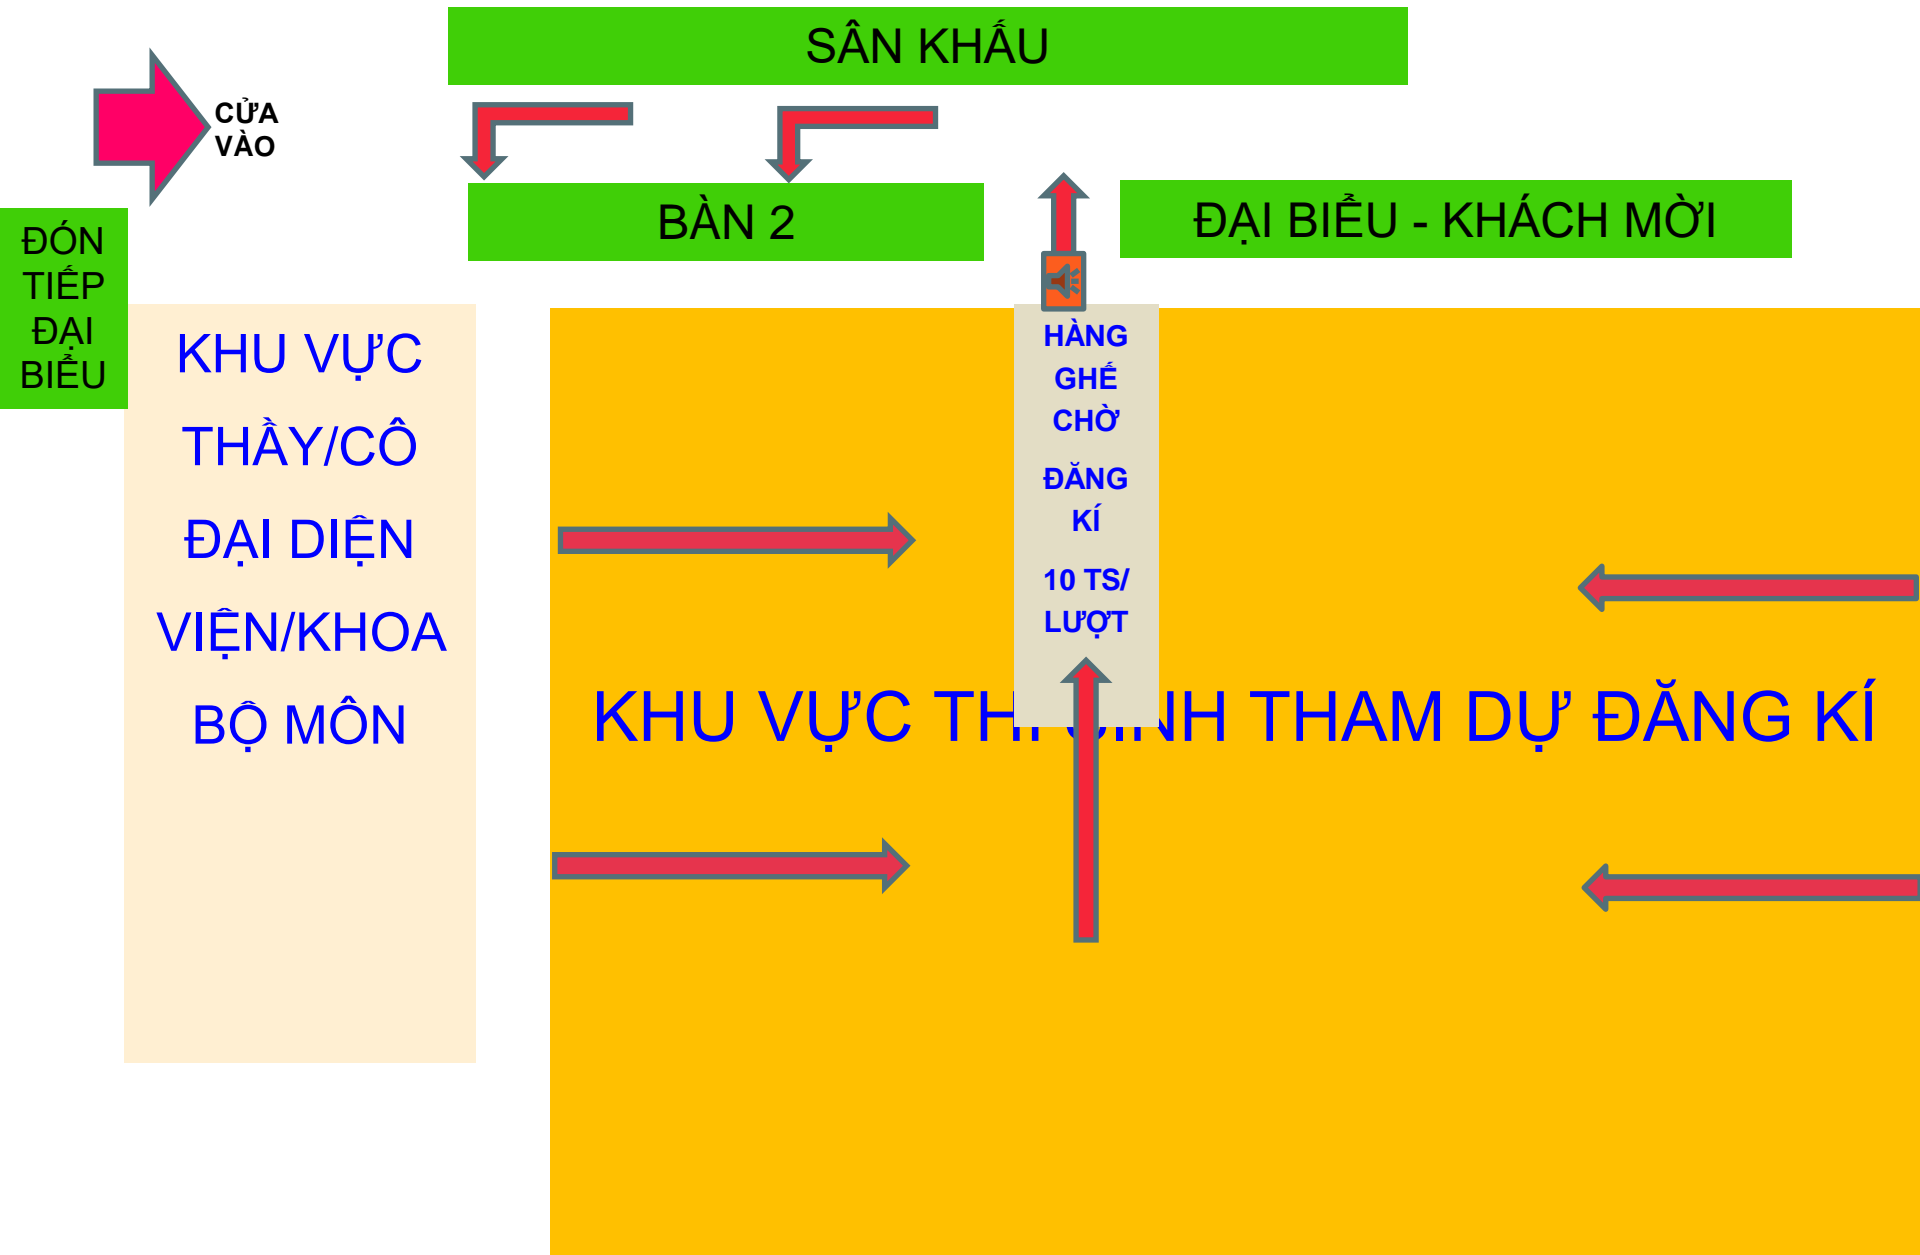 SÂN KHẤU
CỬA
VÀO
BÀN 2
ĐẠI BIỂU - KHÁCH MỜI
ĐÓN
TIẾP
ĐẠI
BIỂU
KHU VỰC
THẦY/CÔ
ĐẠI DIỆN
VIỆN/KHOA
BỘ MÔN
HÀNG
GHẾ
CHỜ
ĐĂNG
KÍ
10 TS/
LƯỢT
KHU VỰC THÍ SINH THAM DỰ ĐĂNG KÍ